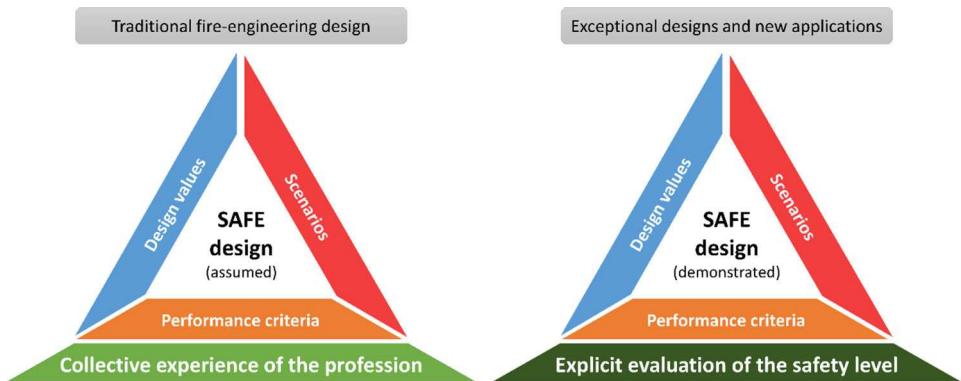 Traditional fire-engineering design
Design values
Scenarios
SAFE
design
(assumed)
Performance criteria
Collective experience of the profession
Exceptional designs and new applications
Design values
Scenarios
SAFE
design
(demonstrated)
Performance criteria
Explicit evaluation of the safety level